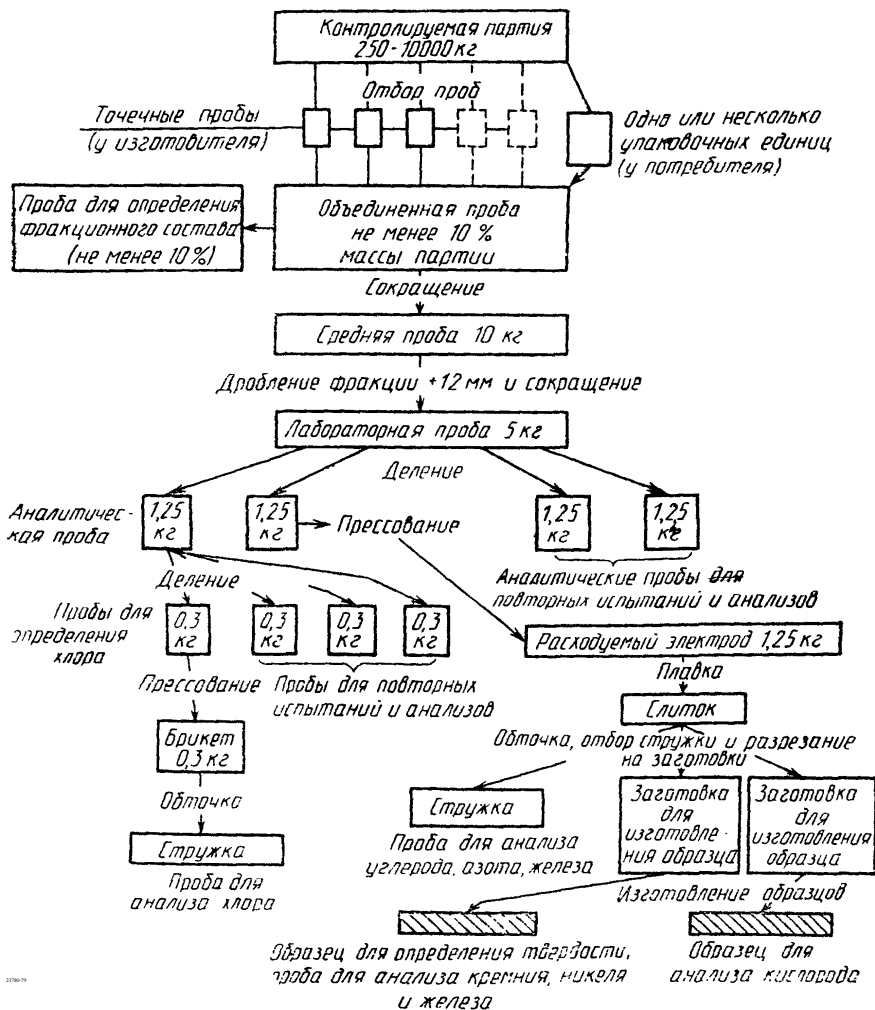 Контролируемая партия
250-10000 кг
Отбор проб
Точечные пробы
(у изготовителя)
Одна или несколько
упаковочных единиц
(у потребителя)
Проба для определения
фракционного состава
(не менее 10%)
Объединенная проба
не менее 10 %
массы партии
Сокращение
Средняя проба 10 кг
Дробление фракции +12 мм и сокращение
Лабораторная проба 5 кг
Деление
Аналитичес-
кая проба
1,25
кг
1,25
кг
Прессование
1,25
кг
1,25
кг
Аналитические пробы для
повторных испытаний и анализов
Деление
Пробы для
определения
хлора
0,3
кг
0,3
кг
0,3
кг
0,3
кг
Прессование
Пробы для повторных
испытаний и анализов
Брикет
0,3 кг
Обточка
Стружка
Проба для
анализа хлора
Расходуемый электрод 1,25 кг
Плавка
Слиток
Обточка, отбор стружки и разрезание
на заготовки
Стружка
Проба для анализа
углерода, азота, железа
Заготовка
для
изготовле-
ния образца
Заготовка
для
изготовления
образца
Изготовление образцов
Образец для определения твёрдости,
проба для анализа кремния, никеля
и железа
Образец для
анализа кислорода
23780-79